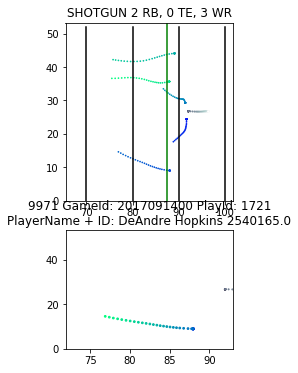 SHOTGUN 2 RB, 0 TE, 3 WR
50
40
30
20
10
70 80 90 100
9971 GameId: 2017091400 PlayId: 1721
PlayerName + ID: DeAndre Hopkins 2540165.0
40
20
0
75 80 85 90